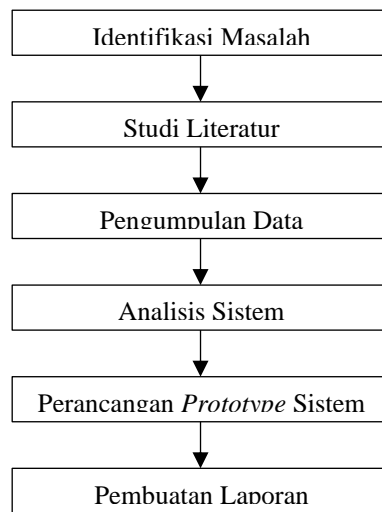 Identifikasi Masalah
Studi Literatur
Pengumpulan Data
Analisis Sistem
Perancangan Prototype Sistem
Pembuatan Laporan